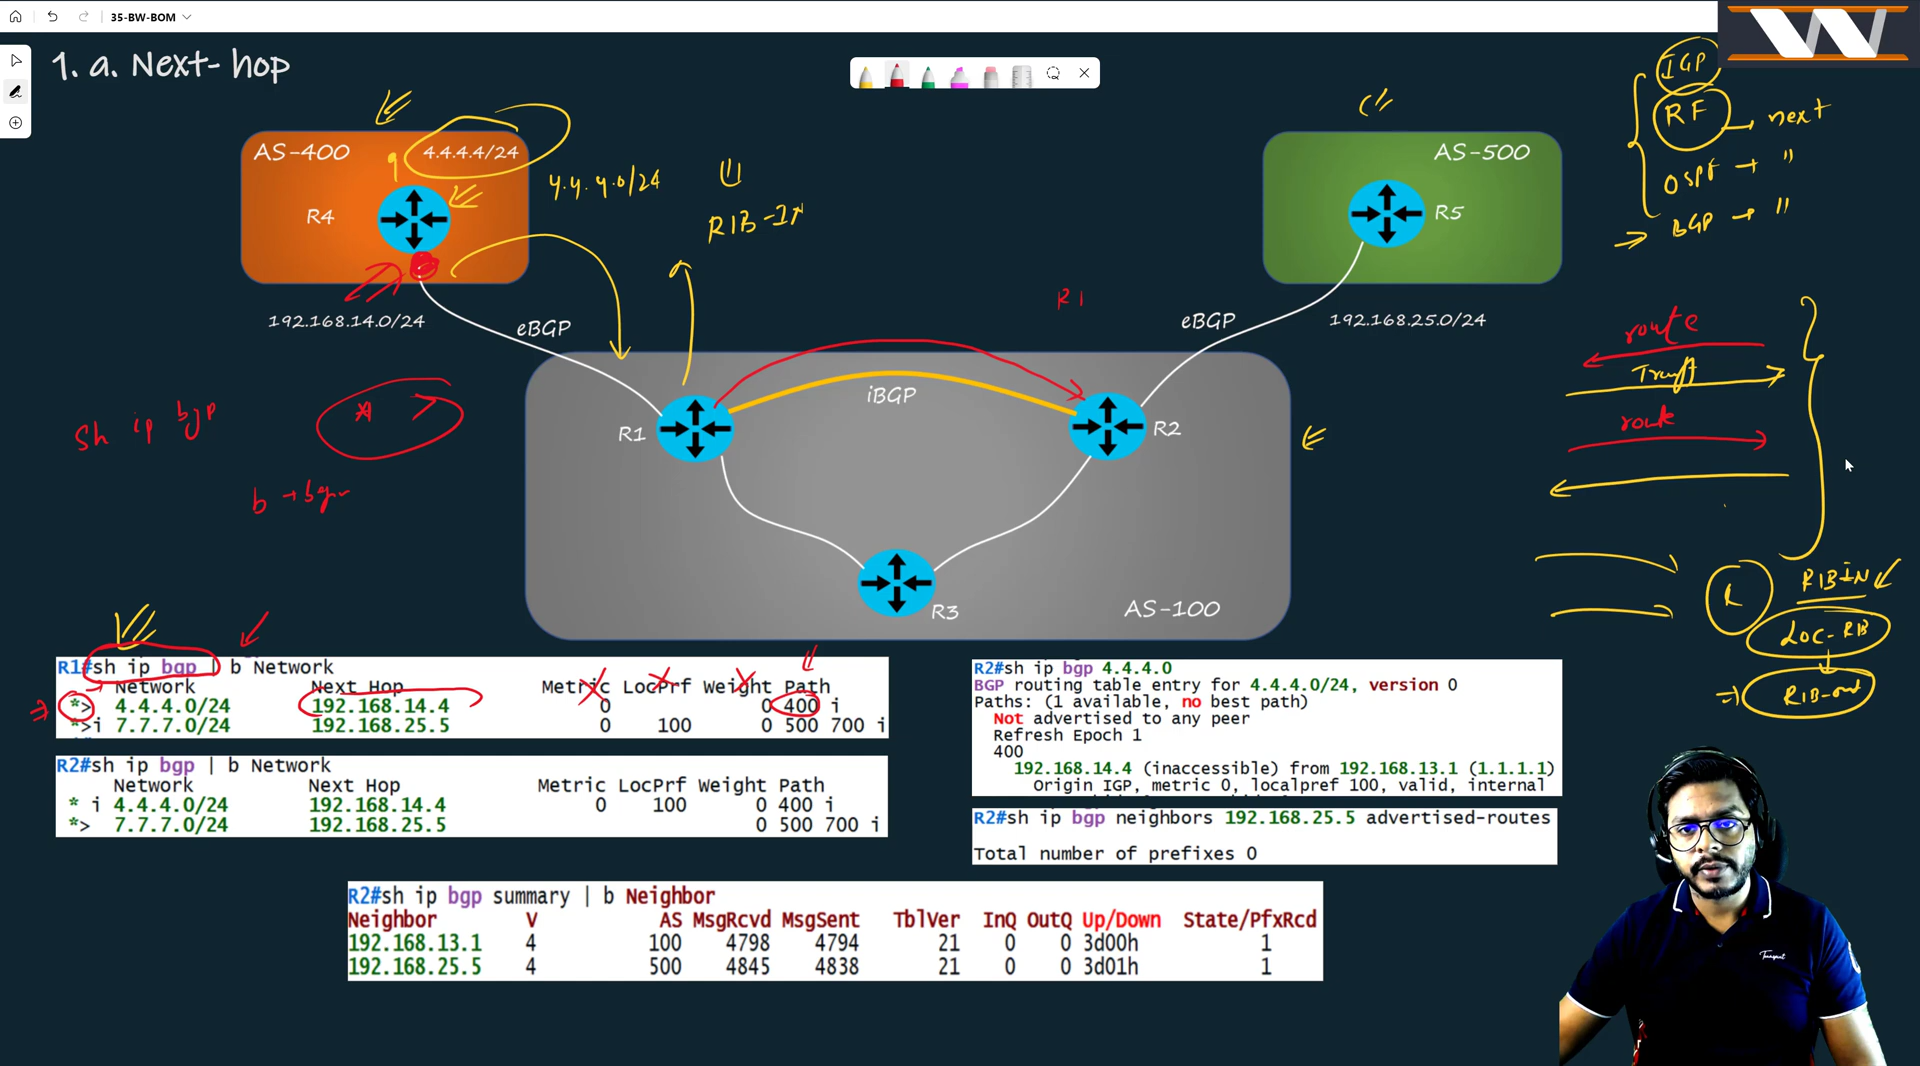 35-BW-BOM
1. a. Next-hop
IGP
RF → next
OSPF → "
BGP → "
AS-400
4.4.4.4/24
R4
4.4.4.0/24
RIB-IN
AS-500
R5
192.168.14.0/24
eBGP
R1
eBGP
192.168.25.0/24
route
route
iBGP
R1
R2
Sh ip bgp
* >
R3
AS-100
R
RIBIN
LOC-RIB
RIB-out
R1#sh ip bgp | b Network
Network Next Hop Metric LocPrf Weight Path
*> 4.4.4.0/24 192.168.14.4 0 0 400 i
*>i 7.7.7.0/24 192.168.25.5 0 100 0 500 700 i
R2#sh ip bgp | b Network
Network Next Hop Metric LocPrf Weight Path
* i 4.4.4.0/24 192.168.14.4 0 100 0 400 i
*> 7.7.7.0/24 192.168.25.5 0 500 700 i
R2#sh ip bgp 4.4.4.0
BGP routing table entry for 4.4.4.0/24, version 0
Paths: (1 available, no best path)
Not advertised to any peer
Refresh Epoch 1
400
192.168.14.4 (inaccessible) from 192.168.13.1 (1.1.1.1)
Origin IGP, metric 0, localpref 100, valid, internal
R2#sh ip bgp neighbors 192.168.25.5 advertised-routes
Total number of prefixes 0
R2#sh ip bgp summary | b Neighbor
Neighbor V AS MsgRcvd MsgSent TblVer InQ OutQ Up/Down State/PfxRcd
192.168.13.1 4 100 4798 4794 21 0 0 3d00h 1
192.168.25.5 4 500 4845 4838 21 0 0 3d01h 1